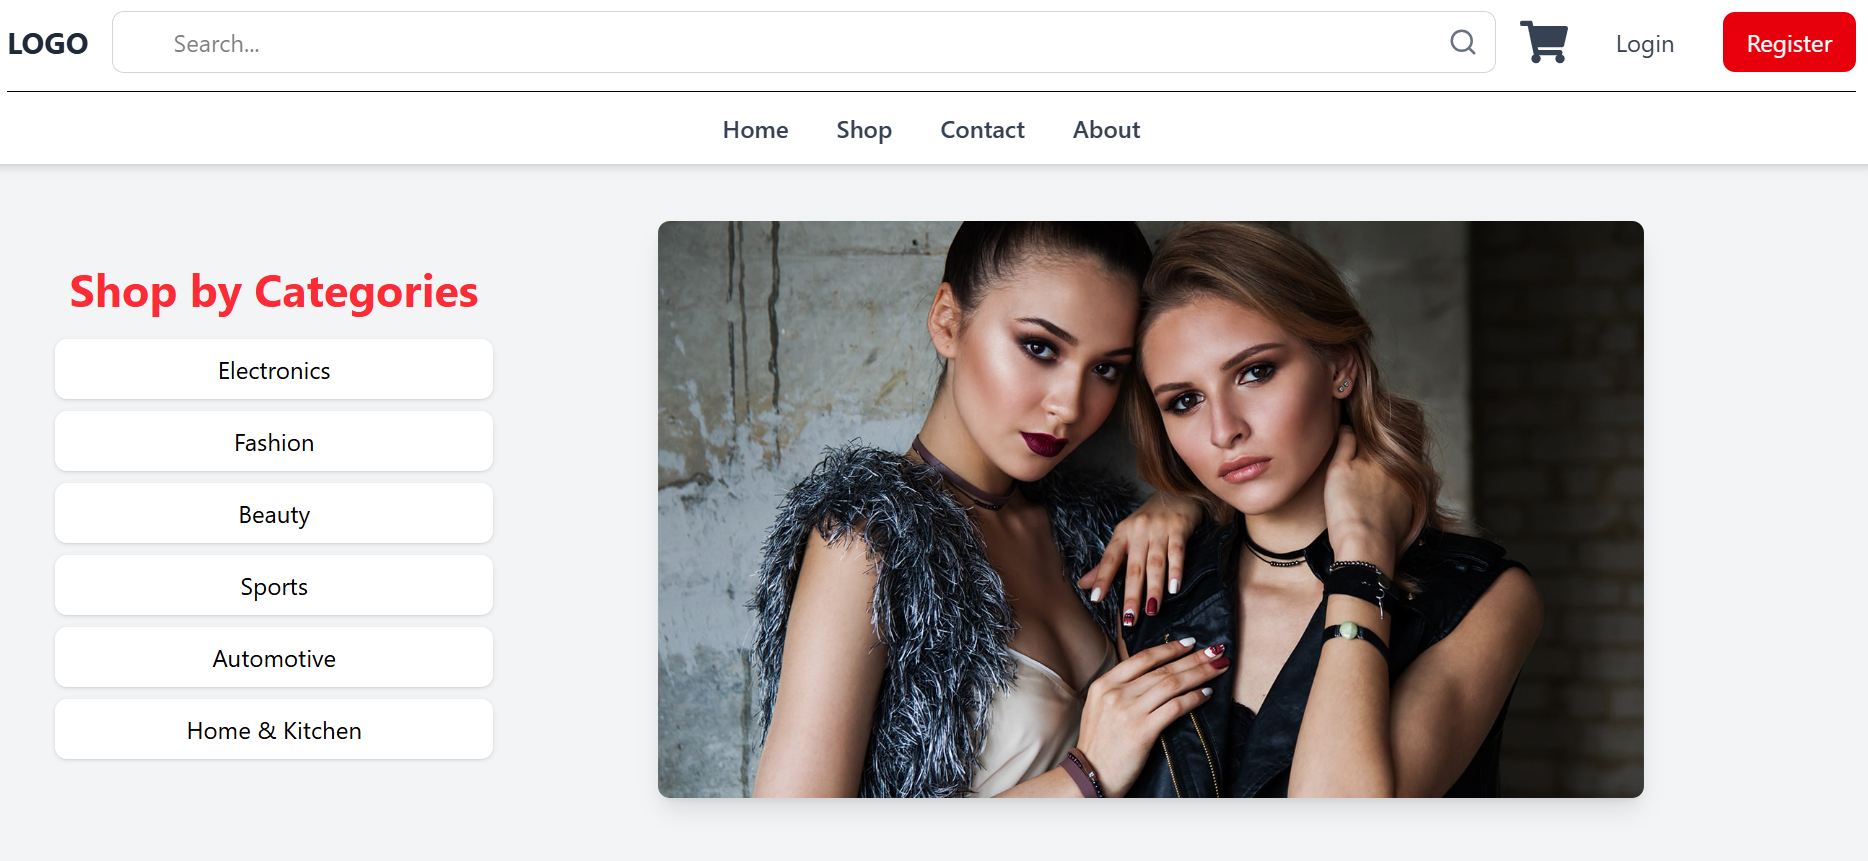 LOGO
Search...
Login
Register
Home
Shop
Contact
About
Shop by Categories
Electronics
Fashion
Beauty
Sports
Automotive
Home & Kitchen